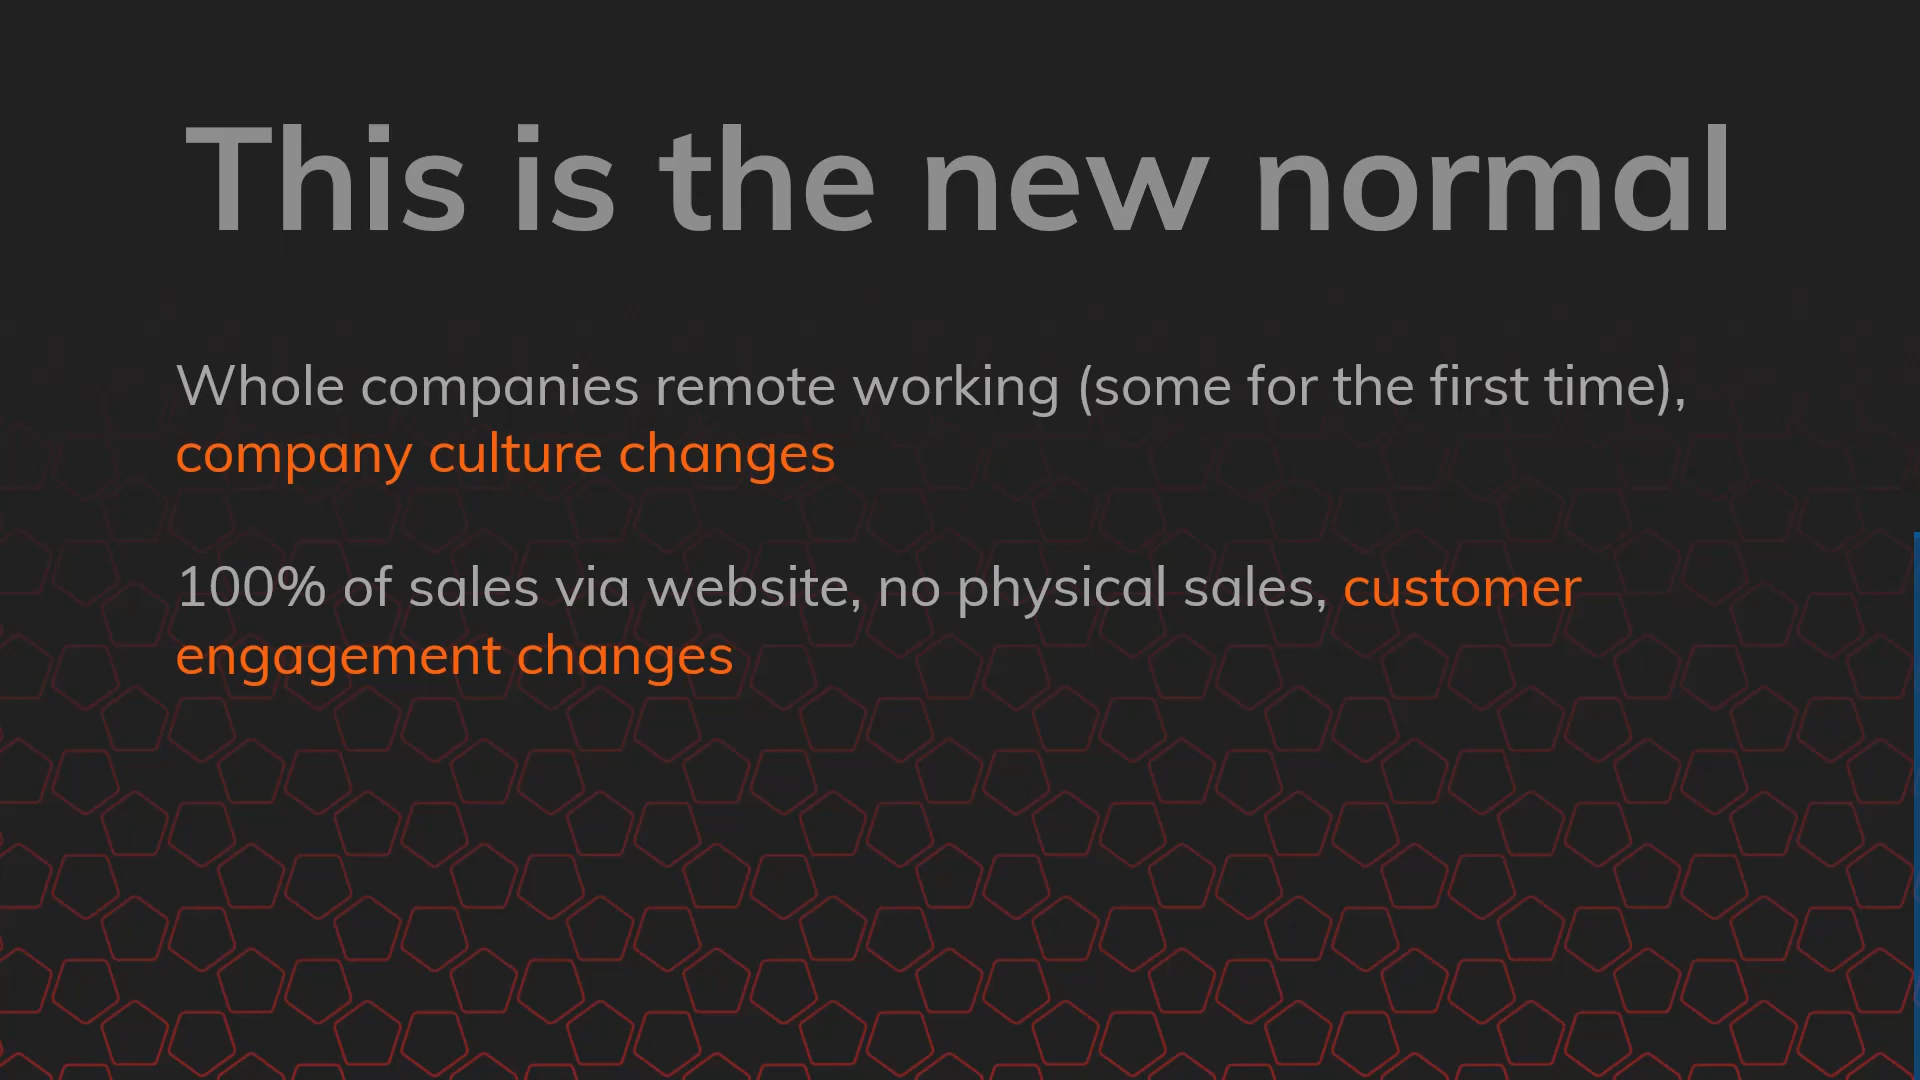 This is the new normal
Whole companies remote working (some for the first time),
company culture changes
100% of sales via website, no physical sales, customer
engagement changes